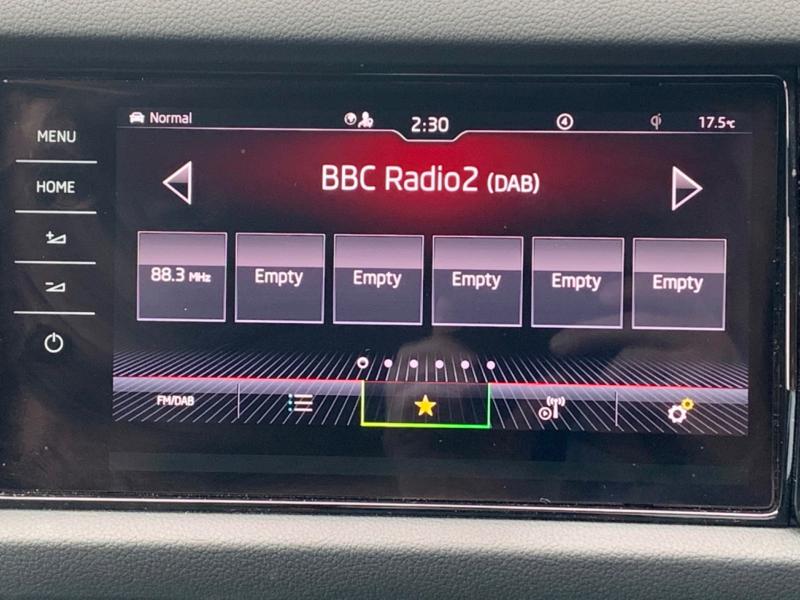 Normal
2:30
4
17.5°C
MENU
HOME
BBC Radio2 (DAB)
88.3 MHz
Empty
Empty
Empty
Empty
Empty
FM/DAB